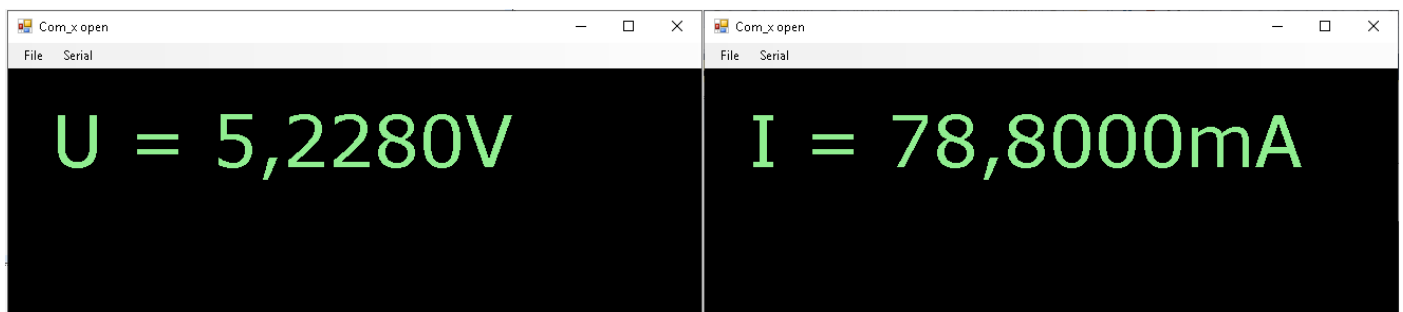 Com_x open
File Serial
U = 5,2280V
Com_x open
File Serial
I = 78,8000mA